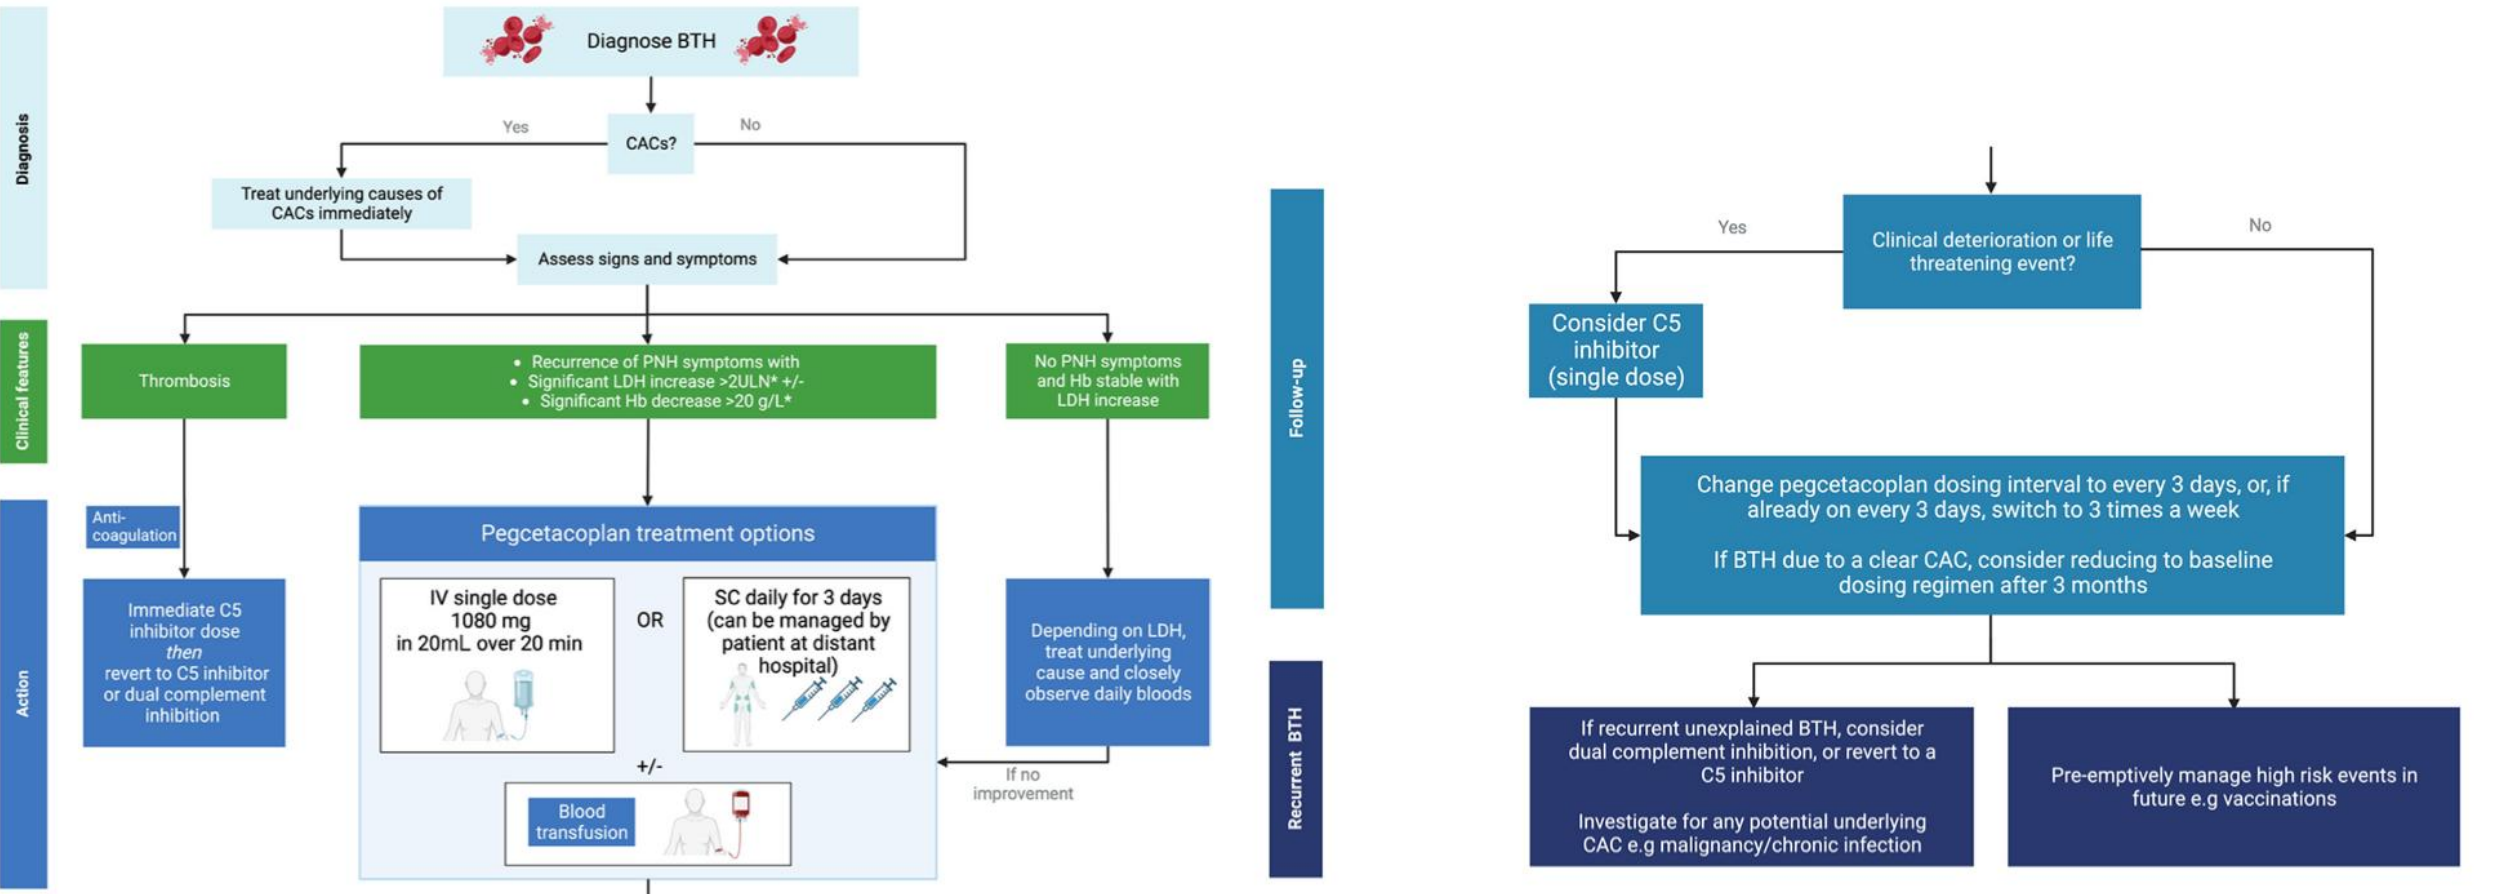 Diagnosis
Diagnose BTH
Yes
No
CACs?
Treat underlying causes of
CACs immediately
Assess signs and symptoms
Clinical features
Thrombosis
• Recurrence of PNH symptoms with
• Significant LDH increase >2ULN* +/-
• Significant Hb decrease >20 g/L*
No PNH symptoms
and Hb stable with
LDH increase
Action
Anti-
coagulation
Immediate C5
inhibitor dose
then
revert to C5 inhibitor
or dual complement
inhibition
Pegcetacoplan treatment options
IV single dose
1080 mg
in 20mL over 20 min
OR
SC daily for 3 days
(can be managed by
patient at distant
hospital)
+/-
Blood
transfusion
Depending on LDH,
treat underlying
cause and closely
observe daily bloods
If no
improvement
Follow-up
Clinical deterioration or life
threatening event?
Yes
No
Consider C5
inhibitor
(single dose)
Change pegcetacoplan dosing interval to every 3 days, or, if
already on every 3 days, switch to 3 times a week
If BTH due to a clear CAC, consider reducing to baseline
dosing regimen after 3 months
Recurrent BTH
If recurrent unexplained BTH, consider
dual complement inhibition, or revert to a
C5 inhibitor
Investigate for any potential underlying
CAC e.g malignancy/chronic infection
Pre-emptively manage high risk events in
future e.g vaccinations